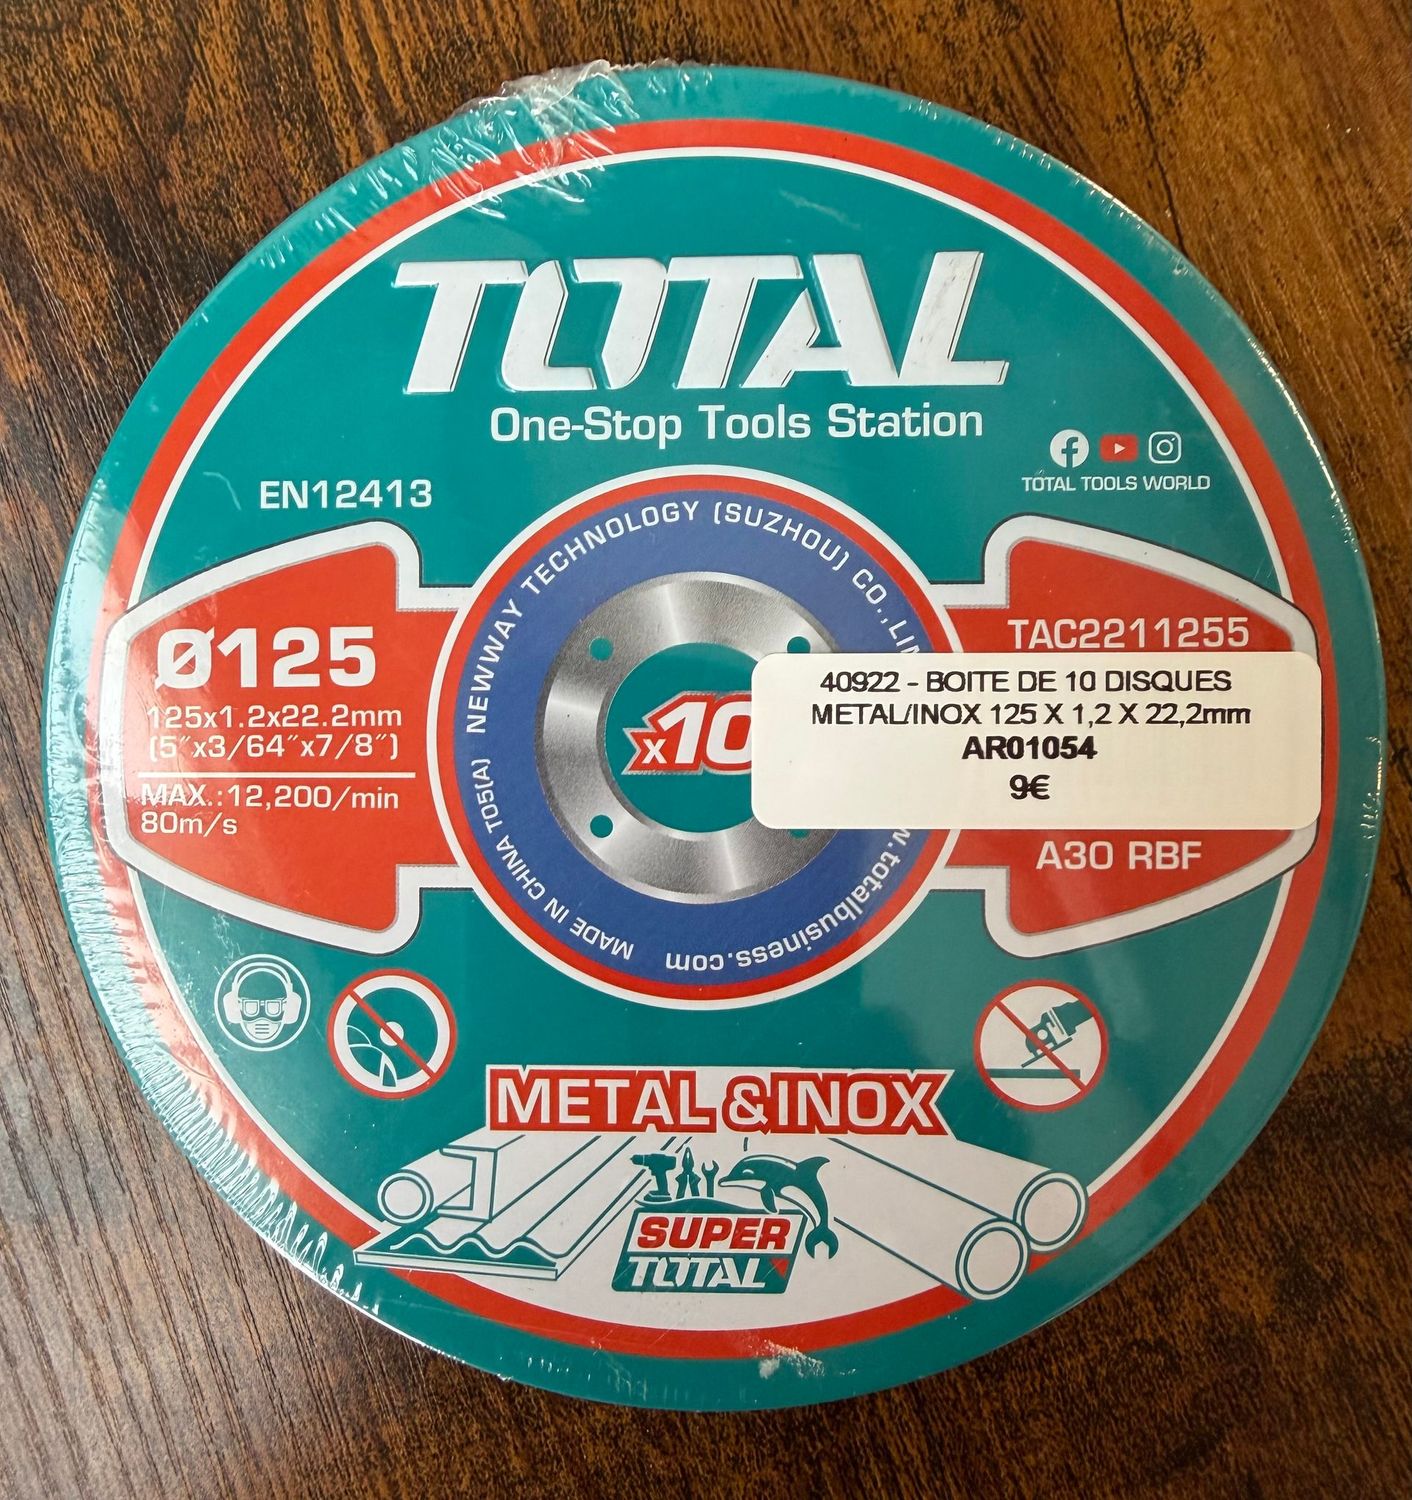 TOTAL
One-Stop Tools Station
TOTAL TOOLS WORLD
EN12413
NEWWAY TECHNOLOGY (SUZHOU) CO.,
Ø125
125x1.2x22.2mm
(5″x3/64″x7/8″)
MAX.:12,200/min
80m/s
x10
TAC2211255
40922 - BOITE DE 10 DISQUES
METAL/INOX 125 X 1,2 X 22,2mm
AR01054
9€
A30 RBF
MADE IN CHINA T05(A)
.totalbusiness.com
METAL&INOX
SUPER
TOTAL